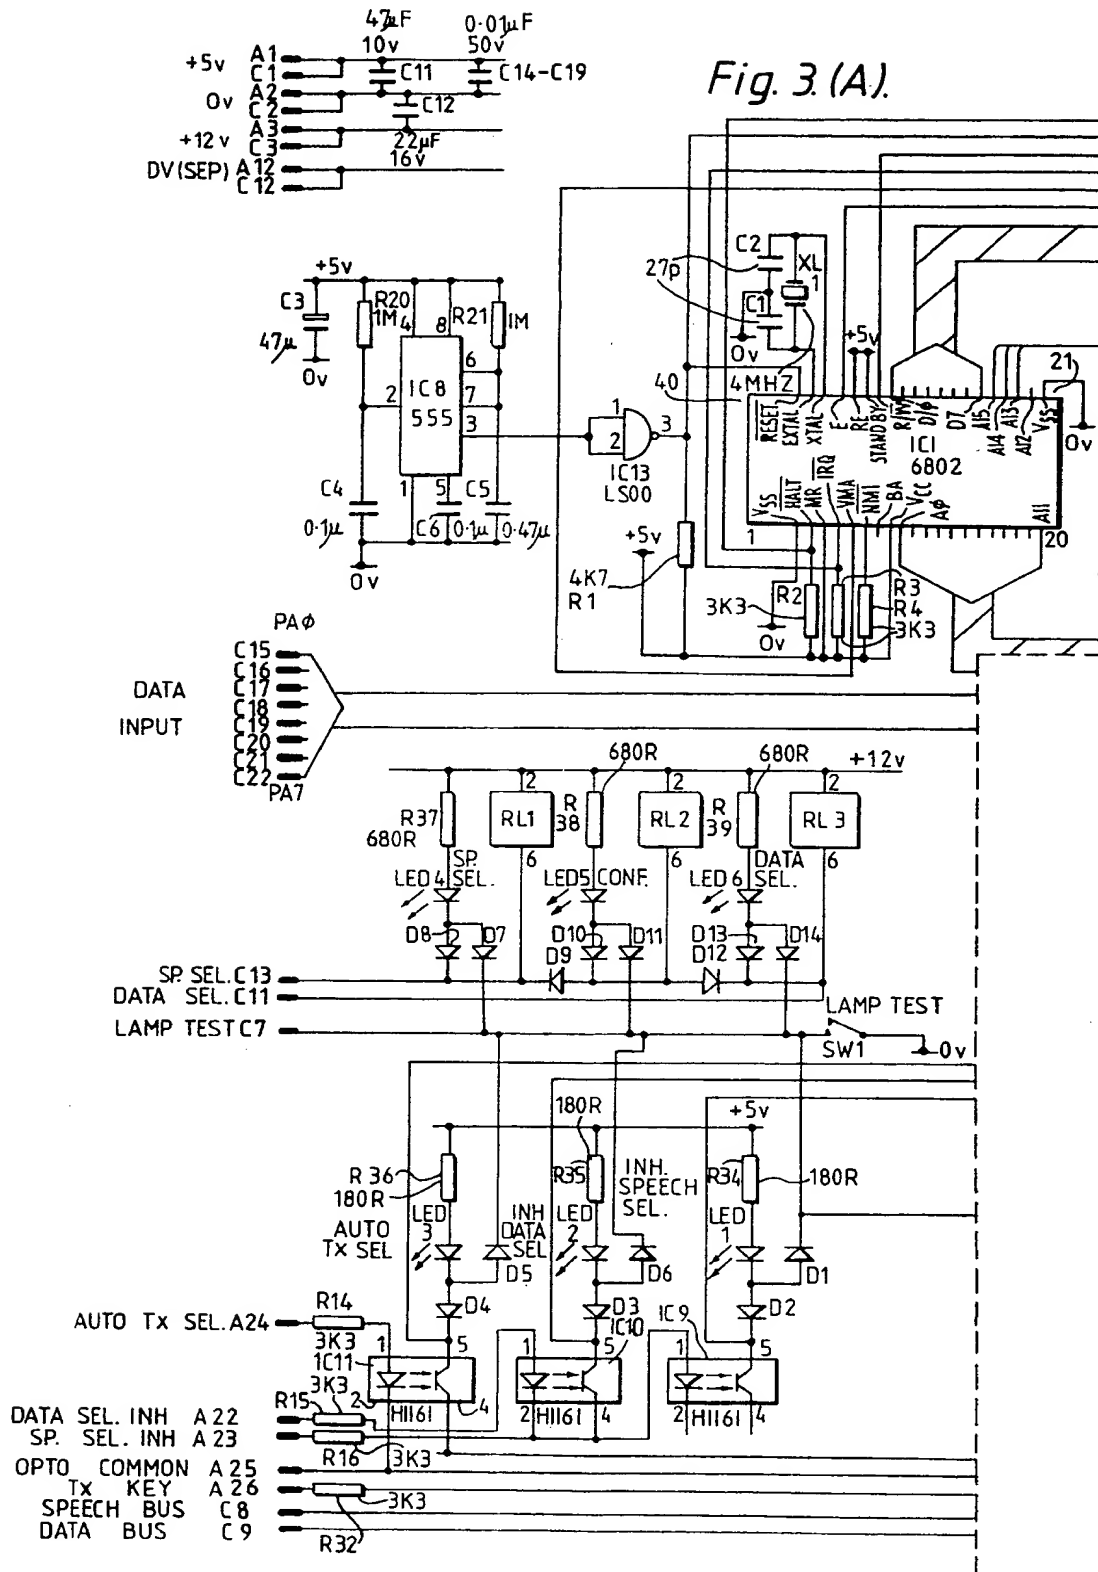 Fig. 3.(A).
47µF
10v
0.01µF
50v
+5v
A1
C1
C11
C14-C19
0v
A2
C2
C12
+12v
A3
C3
22µF
16v
DV(SEP)
A12
C12
+5v
C3
47µ
0v
R20
1M
4
8
R21
1M
IC8
555
2
6
7
3
1
5
C4
0.1µ
C6
0.1µ
C5
0.47µ
0v
1
2
3
IC13
LS00
+5v
4K7
R1
C2
27p
C1
XL
1
0v
4MHZ
+5v
40
21
RESET
EXTAL
XTAL
E
RE
STANDBY
R/W
DØ
D7
A15
A14
A13
A12
VSS
0v
IC1
6802
VSS
HALT
MR
IRQ
VMA
NMI
BA
VCC
AØ
A11
1
20
R2
3K3
0v
R3
R4
3K3
PAØ
C15
C16
C17
C18
C19
C20
C21
C22
PA7
DATA
INPUT
+12v
680R
680R
R37
680R
2
RL1
6
R
38
2
RL2
6
R
39
2
RL3
6
SP.
SEL.
LED4
LED5 CONF.
DATA
SEL.
LED6
D8
D7
D10
D11
D13
D14
D9
D12
SP. SEL. C13
DATA SEL. C11
LAMP TEST C7
LAMP TEST
SW1
0v
180R
+5v
R36
180R
R35
INH.
SPEECH
SEL.
R34
180R
LED
3
AUTO
Tx SEL
INH
DATA
SEL
LED
2
LED
1
D5
D6
D1
D4
D3
D2
AUTO Tx SEL. A24
R14
3K3
1C11
1
5
2
4
H1161
IC10
1
5
2
4
H1161
IC9
1
5
2
4
H1161
3K3
R15
DATA SEL. INH A22
SP. SEL. INH A23
R16
3K3
OPTO COMMON A25
Tx KEY A26
3K3
SPEECH BUS C8
DATA BUS C9
R32